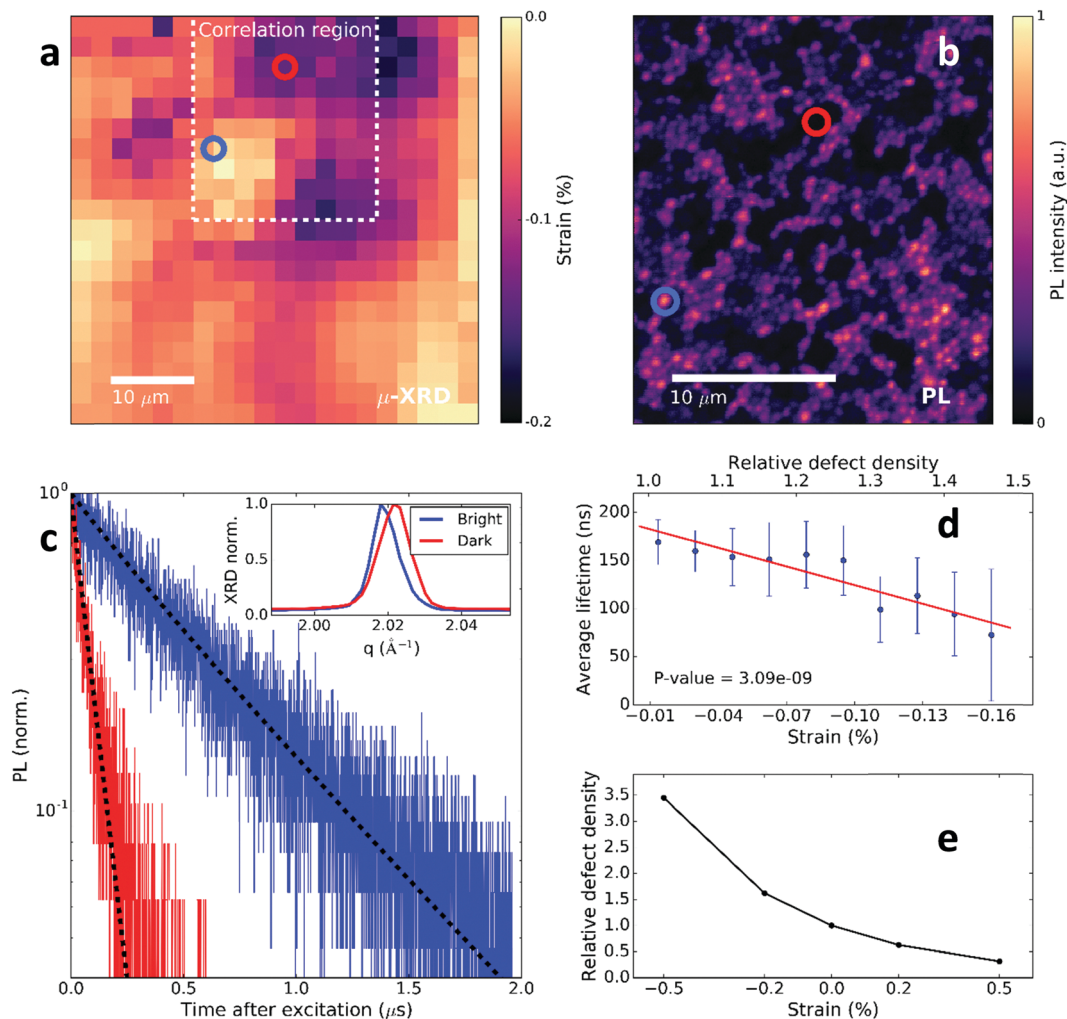 a
Correlation region
10 μm
μ-XRD
0.0
-0.1
-0.2
Strain (%)
b
10 μm
PL
1
0
PL intensity (a.u.)
c
10⁰
10⁻¹
PL (norm.)
0.0 0.5 1.0 1.5 2.0
Time after excitation (μs)
1.0
0.5
0.0
XRD norm.
2.00 2.02 2.04
q (Å⁻¹)
Bright
Dark
Relative defect density
1.0 1.1 1.2 1.3 1.4 1.5
d
200
150
100
50
0
Average lifetime (ns)
P-value = 3.09e-09
−0.01 −0.04 −0.07 −0.10 −0.13 −0.16
Strain (%)
e
3.5
3.0
2.5
2.0
1.5
1.0
0.5
0.0
Relative defect density
−0.5 −0.2 0.0 0.2 0.5
Strain (%)